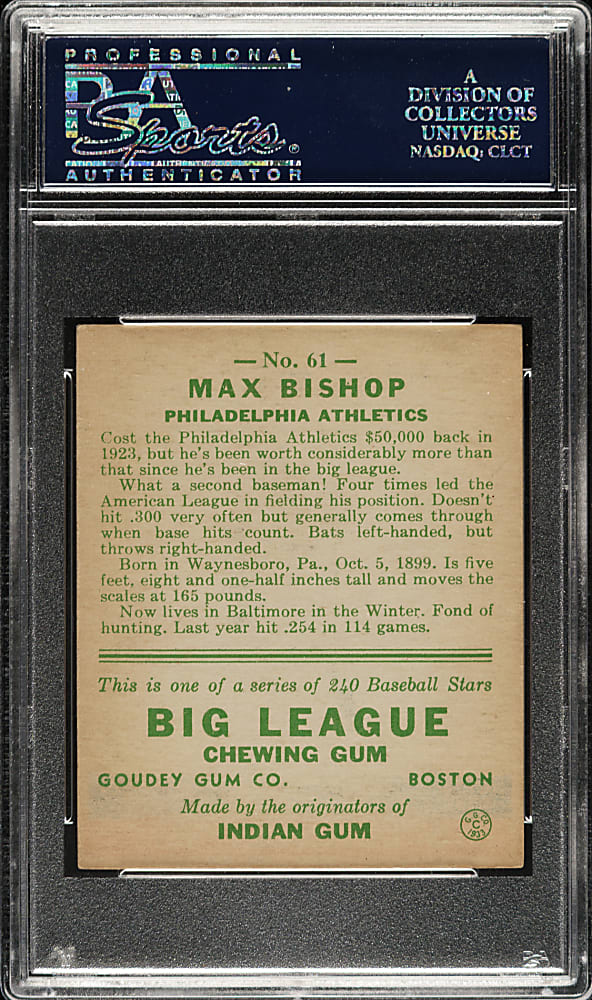 PROFESSIONAL
PSA
Sports®
AUTHENTICATOR
A
DIVISION OF
COLLECTORS
UNIVERSE
NASDAQ: CLCT
— No. 61 —
MAX BISHOP
PHILADELPHIA ATHLETICS
Cost the Philadelphia Athletics $50,000 back in
1923, but he's been worth considerably more than
that since he's been in the big league.
What a second baseman! Four times led the
American League in fielding his position. Doesn't
hit .300 very often but generally comes through
when base hits count. Bats left-handed, but
throws right-handed.
Born in Waynesboro, Pa., Oct. 5, 1899. Is five
feet, eight and one-half inches tall and moves the
scales at 165 pounds.
Now lives in Baltimore in the Winter. Fond of
hunting. Last year hit .254 in 114 games.
This is one of a series of 240 Baseball Stars
BIG LEAGUE
CHEWING GUM
GOUDEY GUM CO. BOSTON
Made by the originators of
INDIAN GUM
G. G. CO.
C
1933